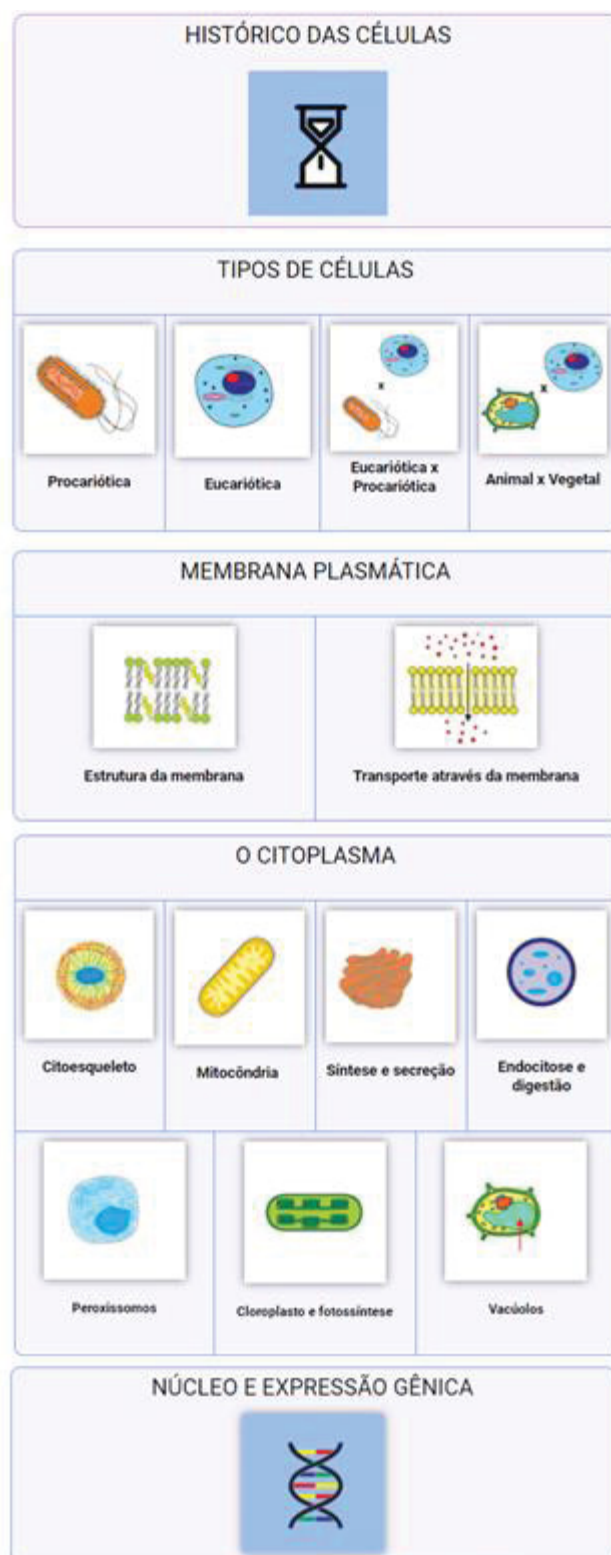 HISTÓRICO DAS CÉLULAS
TIPOS DE CÉLULAS
x
x
Procariótica
Eucariótica
Eucariótica x
Procariótica
Animal x Vegetal
MEMBRANA PLASMÁTICA
Estrutura da membrana
Transporte através da membrana
O CITOPLASMA
Citoesqueleto
Mitocôndria
Síntese e secreção
Endocitose e
digestão
Peroxissomos
Cloroplasto e fotossíntese
Vacúolos
NÚCLEO E EXPRESSÃO GÊNICA